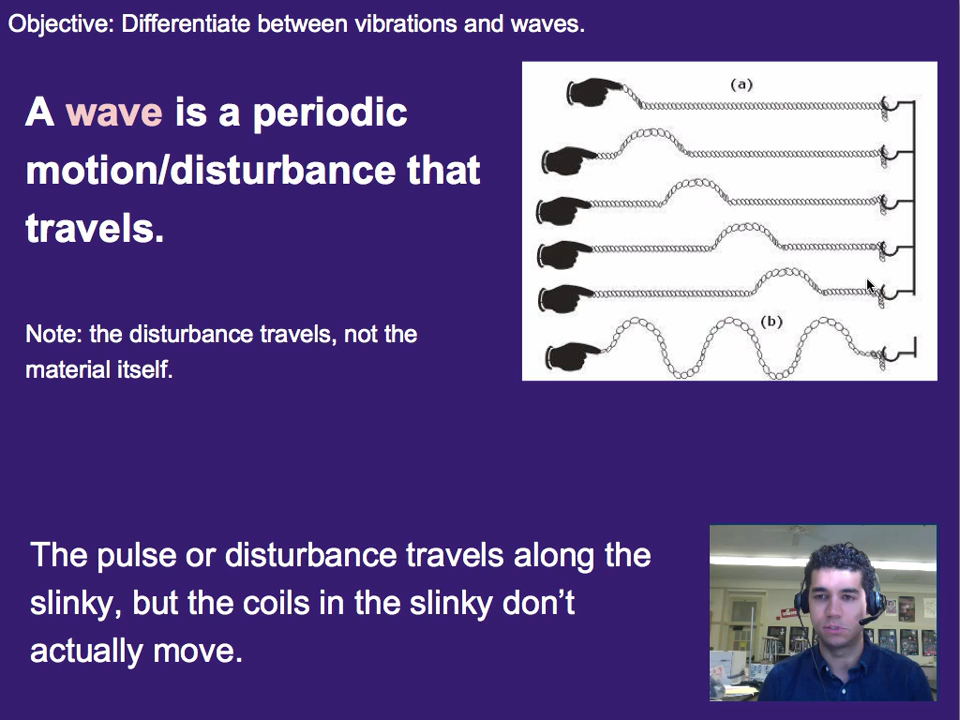 Objective: Differentiate between vibrations and waves.
A wave is a periodic
motion/disturbance that
travels.
(a)
(b)
Note: the disturbance travels, not the
material itself.
The pulse or disturbance travels along the
slinky, but the coils in the slinky don't
actually move.